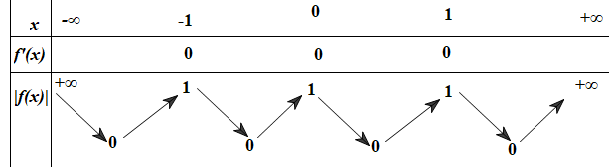 x -∞ -1 0 1 +∞
f'(x) 0 0 0
|f(x)| +∞ 1 1 1 +∞
0 0 0 0